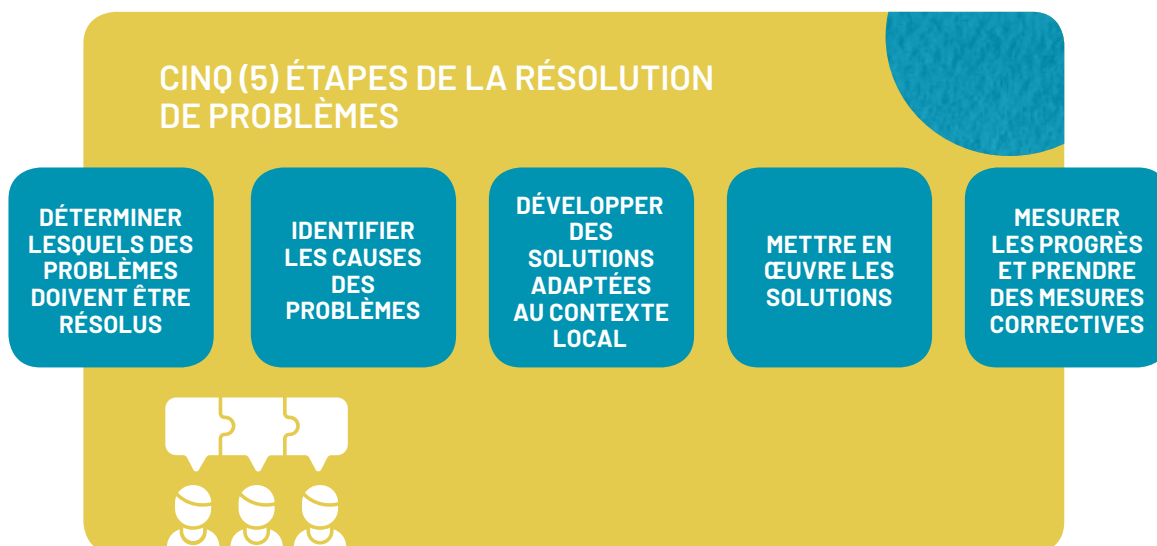 CINQ (5) ÉTAPES DE LA RÉSOLUTION
DE PROBLÈMES
DÉTERMINER
LESQUELS DES
PROBLÈMES
DOIVENT ÊTRE
RÉSOLUS
IDENTIFIER
LES CAUSES
DES
PROBLÈMES
DÉVELOPPER
DES
SOLUTIONS
ADAPTÉES
AU CONTEXTE
LOCAL
METTRE EN
ŒUVRE LES
SOLUTIONS
MESURER
LES PROGRÈS
ET PRENDRE
DES MESURES
CORRECTIVES